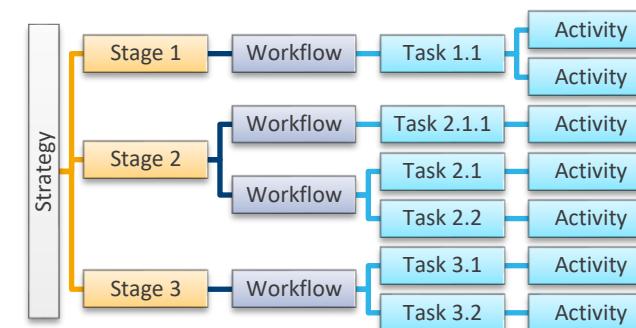 Strategy
Stage 1
Workflow
Task 1.1
Activity
Activity
Stage 2
Workflow
Task 2.1.1
Activity
Workflow
Task 2.1
Activity
Task 2.2
Activity
Stage 3
Workflow
Task 3.1
Activity
Task 3.2
Activity